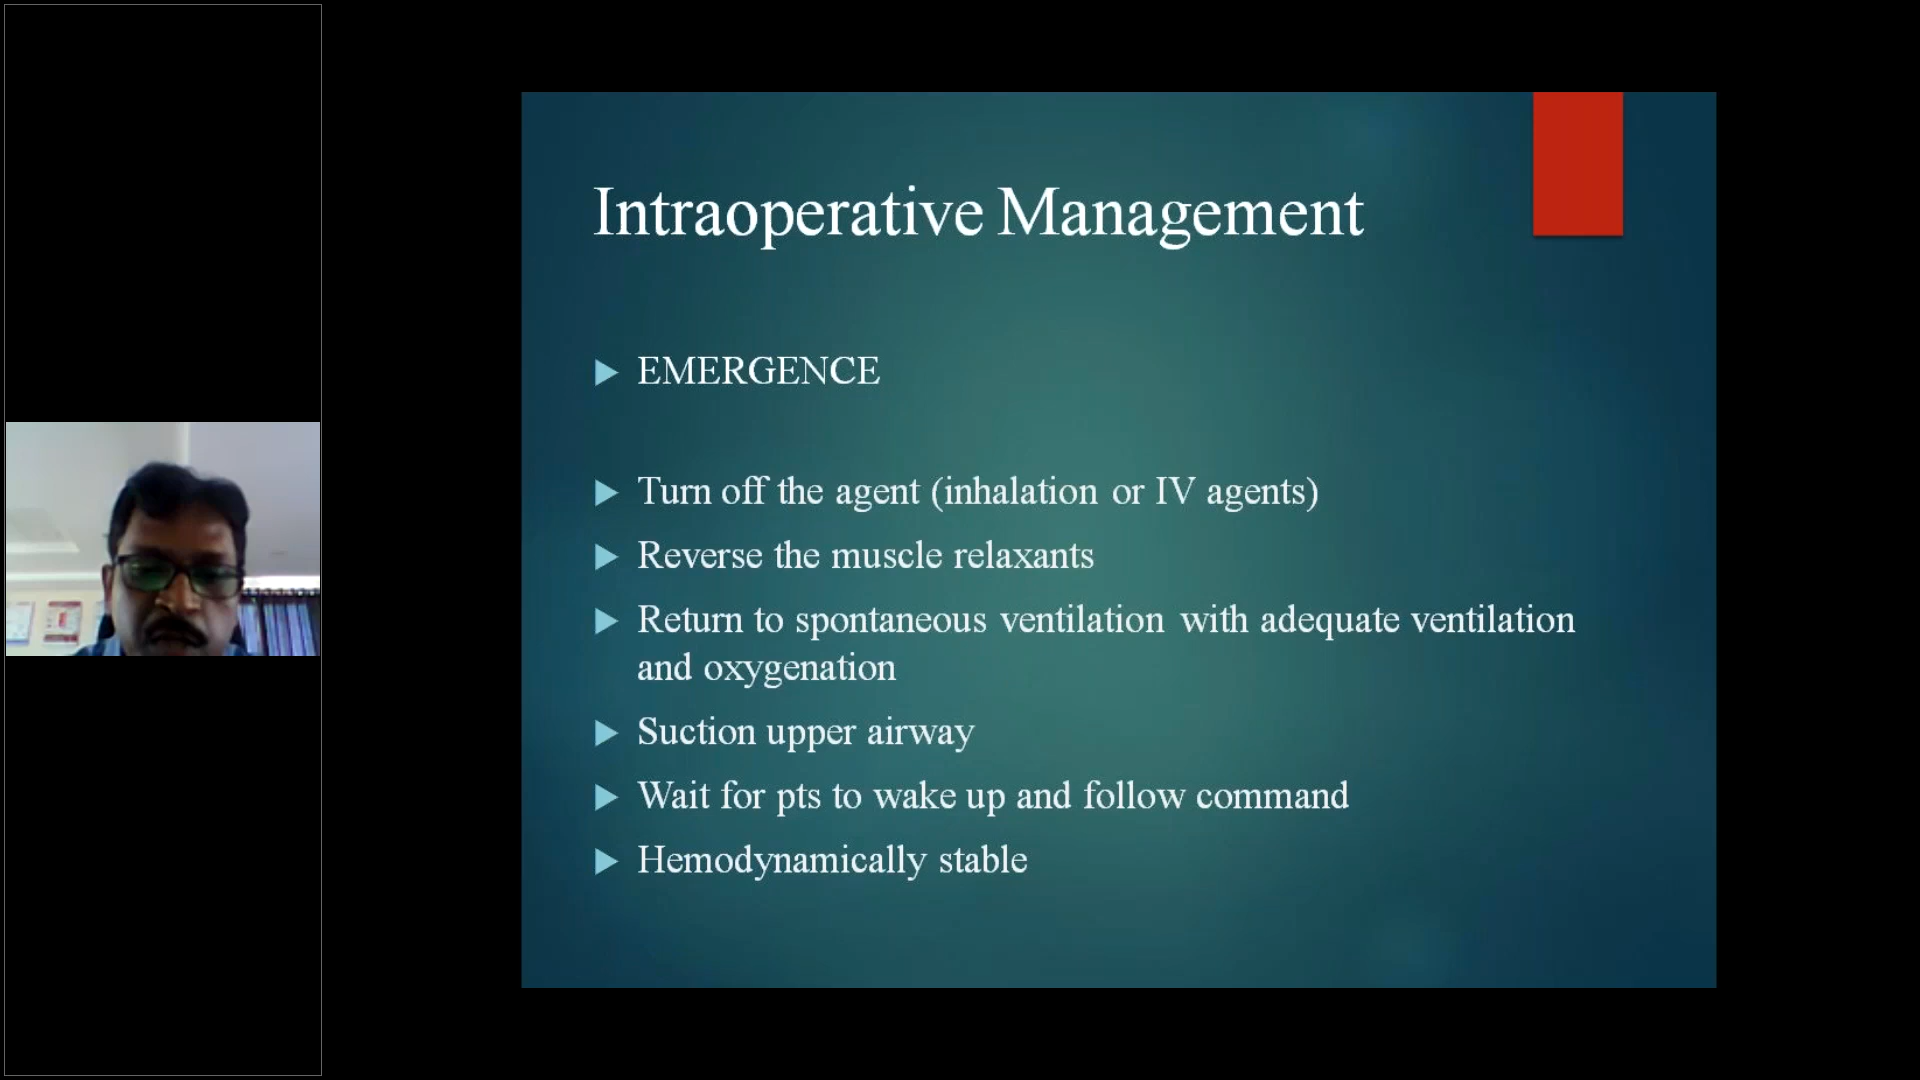 Intraoperative Management
EMERGENCE
Turn off the agent (inhalation or IV agents)
Reverse the muscle relaxants
Return to spontaneous ventilation with adequate ventilation
and oxygenation
Suction upper airway
Wait for pts to wake up and follow command
Hemodynamically stable